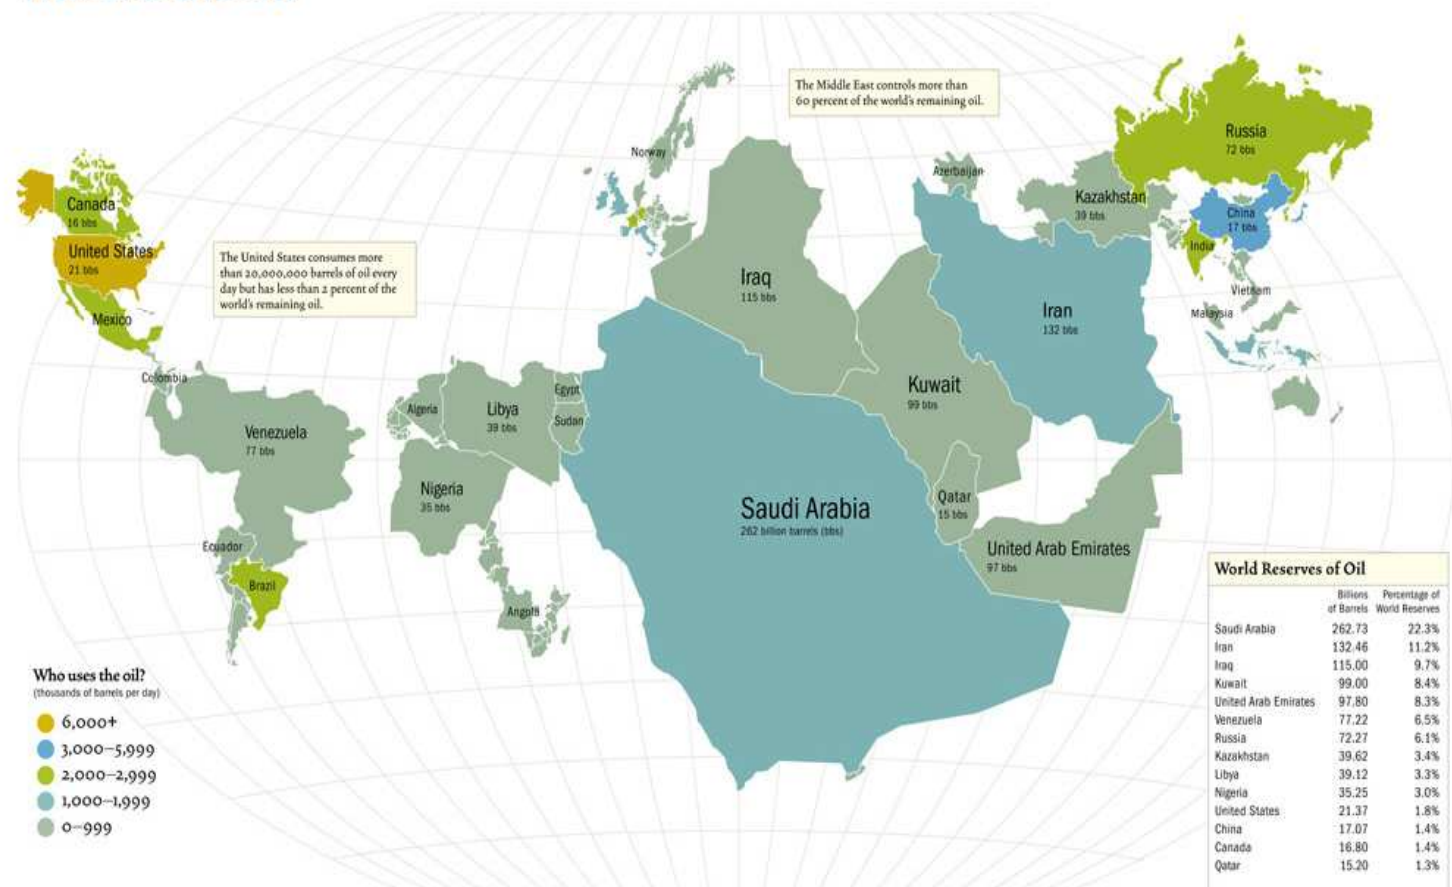 The Middle East controls more than
60 percent of the world's remaining oil.
Russia
72 bbs
Norway
Azerbaijan
Kazakhstan
39 bbs
Canada
16 bbs
China
17 bbs
United States
21 bbs
India
The United States consumes more
than 20,000,000 barrels of oil every
day but has less than 2 percent of the
world's remaining oil.
Iraq
115 bbs
Vietnam
Mexico
Iran
132 bbs
Malaysia
Colombia
Kuwait
99 bbs
Egypt
Algeria
Libya
39 bbs
Sudan
Venezuela
77 bbs
Nigeria
35 bbs
Qatar
15 bbs
Saudi Arabia
262 billion barrels (bbs)
Ecuador
United Arab Emirates
97 bbs
Brazil
Angola
Who uses the oil?
(thousands of barrels per day)
6,000+
3,000–5,999
2,000–2,999
1,000–1,999
0–999
World Reserves of Oil
Billions Percentage of
of Barrels World Reserves
Saudi Arabia 262.73 22.3%
Iran 132.46 11.2%
Iraq 115.00 9.7%
Kuwait 99.00 8.4%
United Arab Emirates 97.80 8.3%
Venezuela 77.22 6.5%
Russia 72.27 6.1%
Kazakhstan 39.62 3.4%
Libya 39.12 3.3%
Nigeria 35.25 3.0%
United States 21.37 1.8%
China 17.07 1.4%
Canada 16.80 1.4%
Qatar 15.20 1.3%